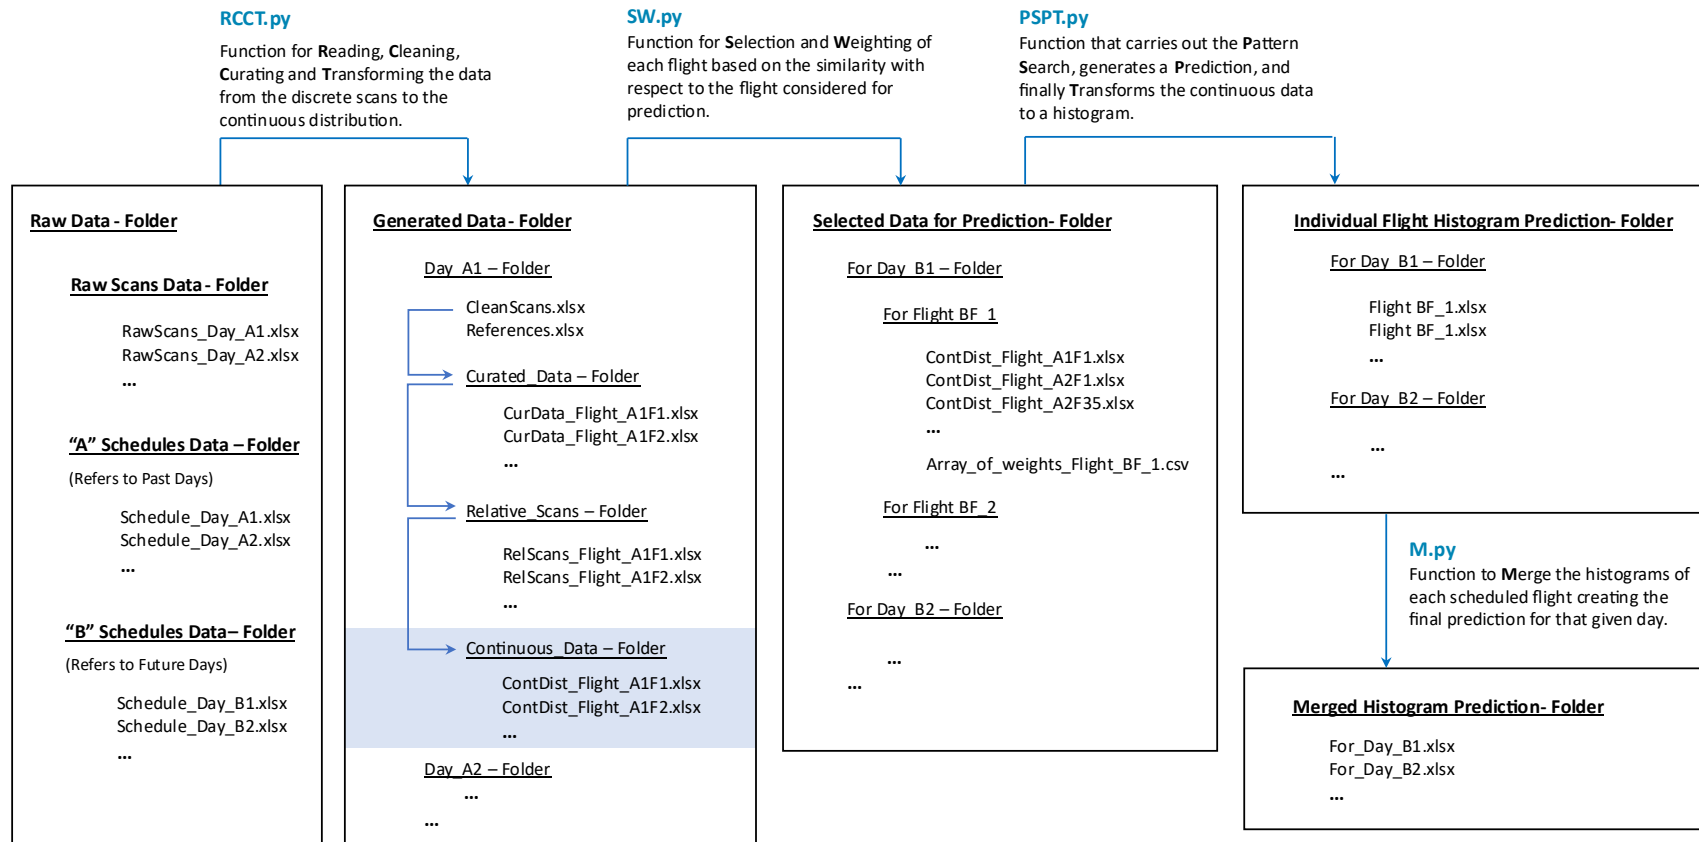 RCCT.py
Function for Reading, Cleaning,
Curating and Transforming the data
from the discrete scans to the
continuous distribution.
SW.py
Function for Selection and Weighting of
each flight based on the similarity with
respect to the flight considered for
prediction.
PSPT.py
Function that carries out the Pattern
Search, generates a Prediction, and
finally Transforms the continuous data
to a histogram.
Raw Data - Folder
Raw Scans Data - Folder
RawScans_Day_A1.xlsx
RawScans_Day_A2.xlsx
...
“A” Schedules Data – Folder
(Refers to Past Days)
Schedule_Day_A1.xlsx
Schedule_Day_A2.xlsx
...
“B” Schedules Data – Folder
(Refers to Future Days)
Schedule_Day_B1.xlsx
Schedule_Day_B2.xlsx
...
Generated Data - Folder
Day_A1 – Folder
CleanScans.xlsx
References.xlsx
Curated_Data – Folder
CurData_Flight_A1F1.xlsx
CurData_Flight_A1F2.xlsx
...
Relative_Scans – Folder
RelScans_Flight_A1F1.xlsx
RelScans_Flight_A1F2.xlsx
...
Continuous_Data – Folder
ContDist_Flight_A1F1.xlsx
ContDist_Flight_A1F2.xlsx
...
Day_A2 – Folder
...
...
Selected Data for Prediction- Folder
For Day_B1 – Folder
For Flight BF_1
ContDist_Flight_A1F1.xlsx
ContDist_Flight_A2F1.xlsx
ContDist_Flight_A2F35.xlsx
...
Array_of_weights_Flight_BF_1.csv
For Flight BF_2
...
...
For Day_B2 – Folder
...
...
Individual Flight Histogram Prediction- Folder
For Day_B1 – Folder
Flight BF_1.xlsx
Flight BF_1.xlsx
...
For Day_B2 – Folder
...
...
M.py
Function to Merge the histograms of
each scheduled flight creating the
final prediction for that given day.
Merged Histogram Prediction- Folder
For_Day_B1.xlsx
For_Day_B2.xlsx
...